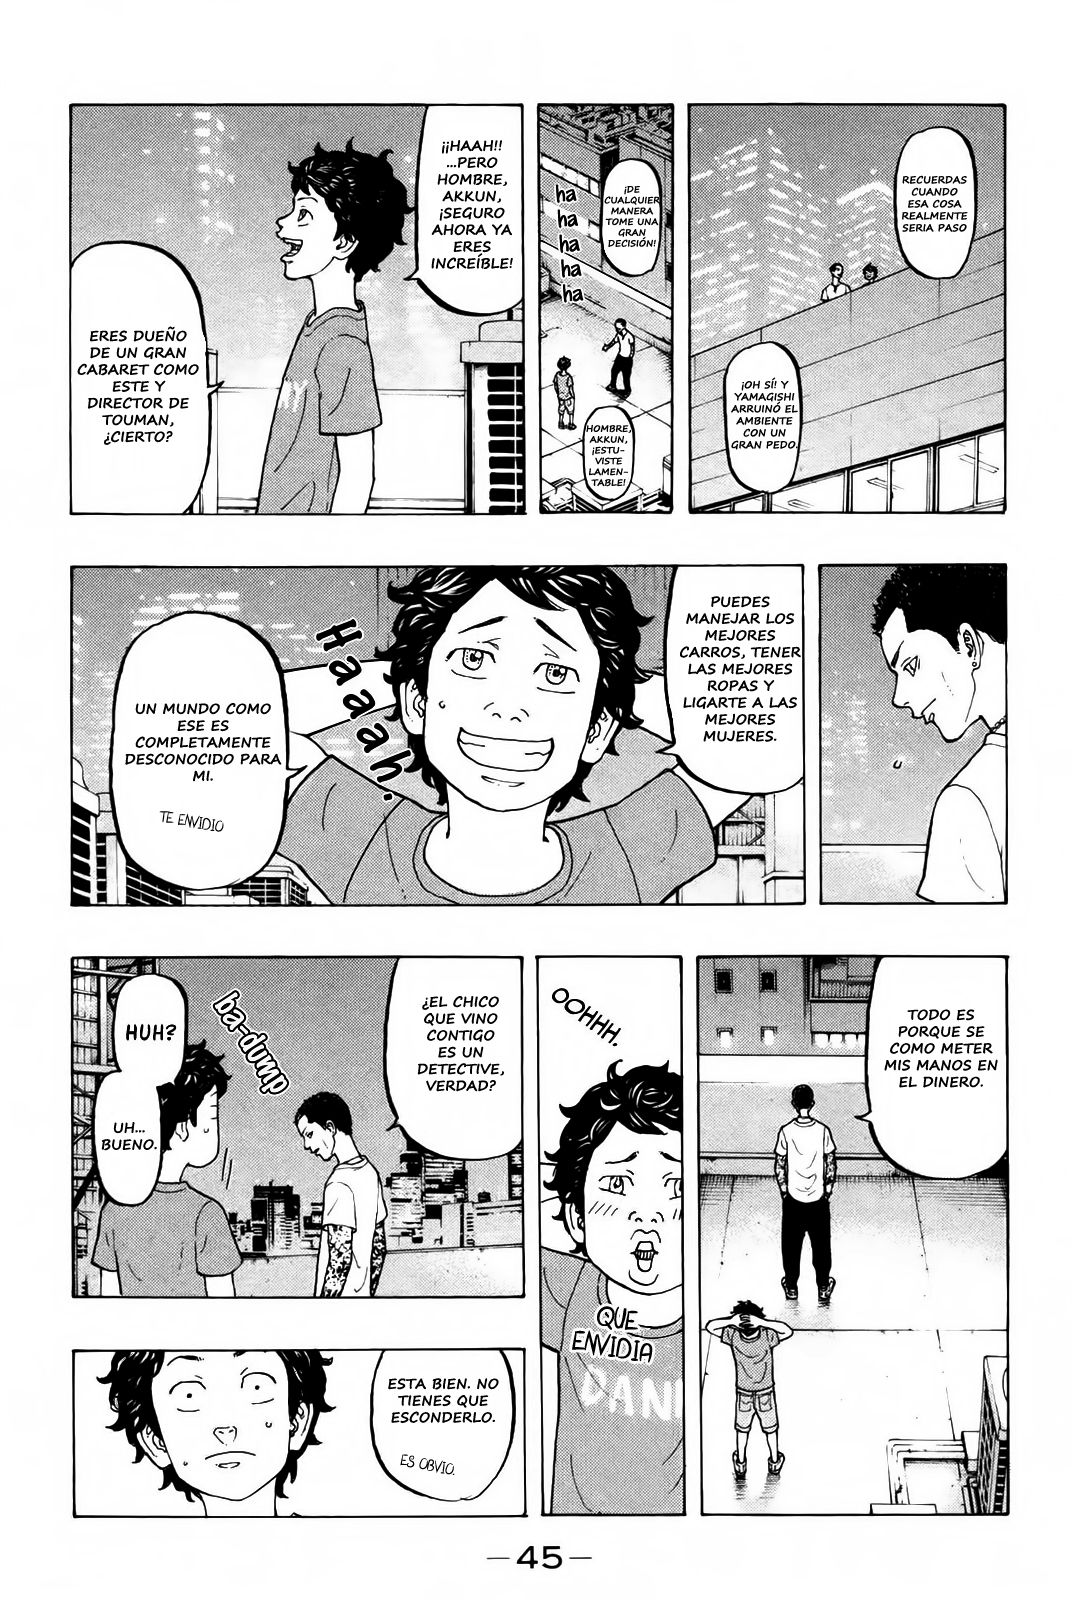 RECUERDAS
CUANDO
ESA COSA
REALMENTE
SERIA PASO
¡OH SÍ! Y
YAMAGISHI
ARRUINÓ EL
AMBIENTE
CON UN
GRAN PEDO.
¡DE
CUALQUIER
MANERA
TOME UNA
GRAN
DECISIÓN!
ha
ha
ha
ha
ha
HOMBRE,
AKKUN,
¡ESTU-
VISTE
LAMEN-
TABLE!
¡¡HAAH!!
...PERO
HOMBRE,
AKKUN,
¡SEGURO
AHORA YA
ERES
INCREÍBLE!
ERES DUEÑO
DE UN GRAN
CABARET COMO
ESTE Y
DIRECTOR DE
TOUMAN,
¿CIERTO?
PUEDES
MANEJAR LOS
MEJORES
CARROS, TENER
LAS MEJORES
ROPAS Y
LIGARTE A LAS
MEJORES
MUJERES.
Haaah.
UN MUNDO COMO
ESE ES
COMPLETAMENTE
DESCONOCIDO PARA
MI.
TE ENVIDIO
TODO ES
PORQUE SE
COMO METER
MIS MANOS EN
EL DINERO.
OOHHH.
QUE
ENVIDIA
DANI
¿EL CHICO
QUE VINO
CONTIGO
ES UN
DETECTIVE,
VERDAD?
ba-dump
HUH?
UH...
BUENO.
ESTA BIEN. NO
TIENES QUE
ESCONDERLO.
ES OBVIO.
—45—